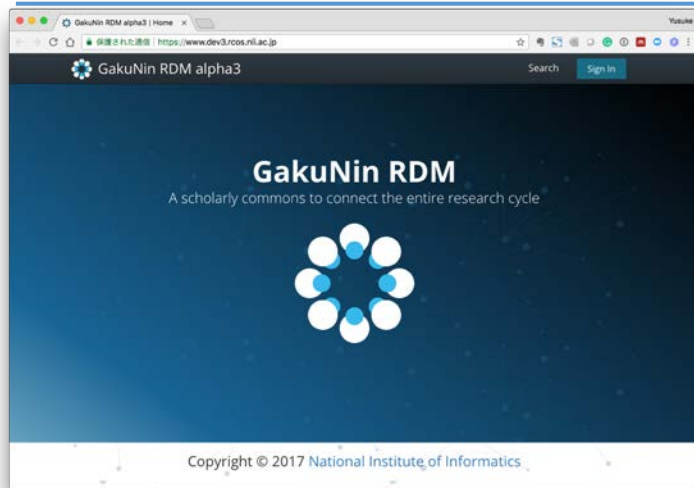 GakuNin RDM alpha3 | Home
Yusuke
保護された通信 | https://www.dev3.rcos.nii.ac.jp
GakuNin RDM alpha3
Search
Sign In
GakuNin RDM
A scholarly commons to connect the entire research cycle
Copyright © 2017 National Institute of Informatics